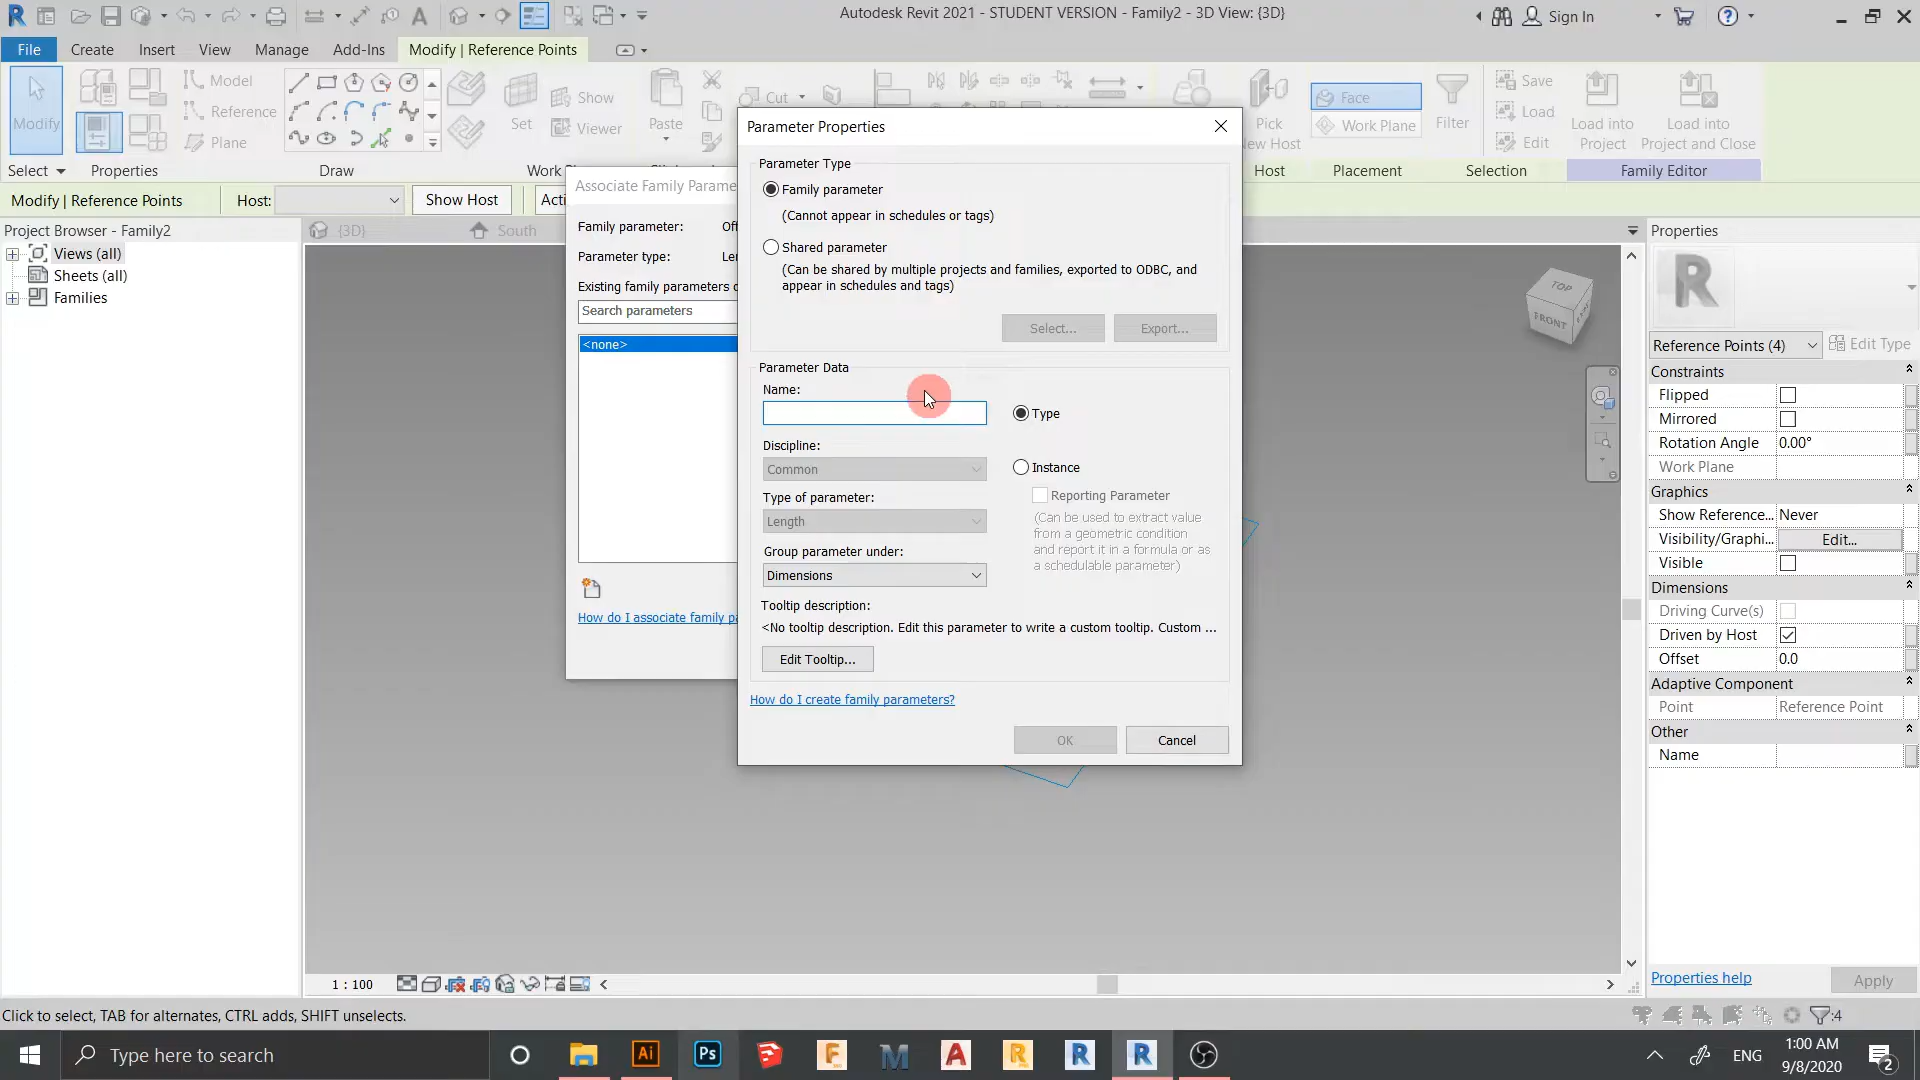 Autodesk Revit 2021 - STUDENT VERSION - Family2 - 3D View: {3D}
Sign In
File
Create
Insert
View
Manage
Add-Ins
Modify | Reference Points
Modify
Model
Reference
Plane
Set
Show
Viewer
Paste
Cut
Pick
New Host
Face
Work Plane
Filter
Save
Load
Edit
Load into
Project
Load into
Project and Close
Select
Properties
Draw
Host
Placement
Selection
Family Editor
Modify | Reference Points
Host:
Show Host
Project Browser - Family2
Views (all)
Sheets (all)
Families
{3D}
South
Associate Family Parame
Family parameter:
Off
Parameter type:
Existing family parameters
Search parameters
<none>
How do I associate family pa
Parameter Properties
Parameter Type
Family parameter
(Cannot appear in schedules or tags)
Shared parameter
(Can be shared by multiple projects and families, exported to ODBC, and
appear in schedules and tags)
Select...
Export...
Parameter Data
Name:
Type
Discipline:
Common
Instance
Reporting Parameter
(Can be used to extract value
from a geometric condition
and report it in a formula or as
a schedulable parameter)
Type of parameter:
Length
Group parameter under:
Dimensions
Tooltip description:
<No tooltip description. Edit this parameter to write a custom tooltip. Custom ...
Edit Tooltip...
How do I create family parameters?
OK
Cancel
TOP
FRONT
Properties
Reference Points (4)
Edit Type
Constraints
Flipped
Mirrored
Rotation Angle 0.00°
Work Plane
Graphics
Show Reference... Never
Visibility/Graphi... Edit...
Visible
Dimensions
Driving Curve(s)
Driven by Host
Offset 0.0
Adaptive Component
Point Reference Point
Other
Name
Properties help
Apply
1 : 100
Click to select, TAB for alternates, CTRL adds, SHIFT unselects.
:4
Type here to search
Ai
Ps
ENG
1:00 AM
9/8/2020
2